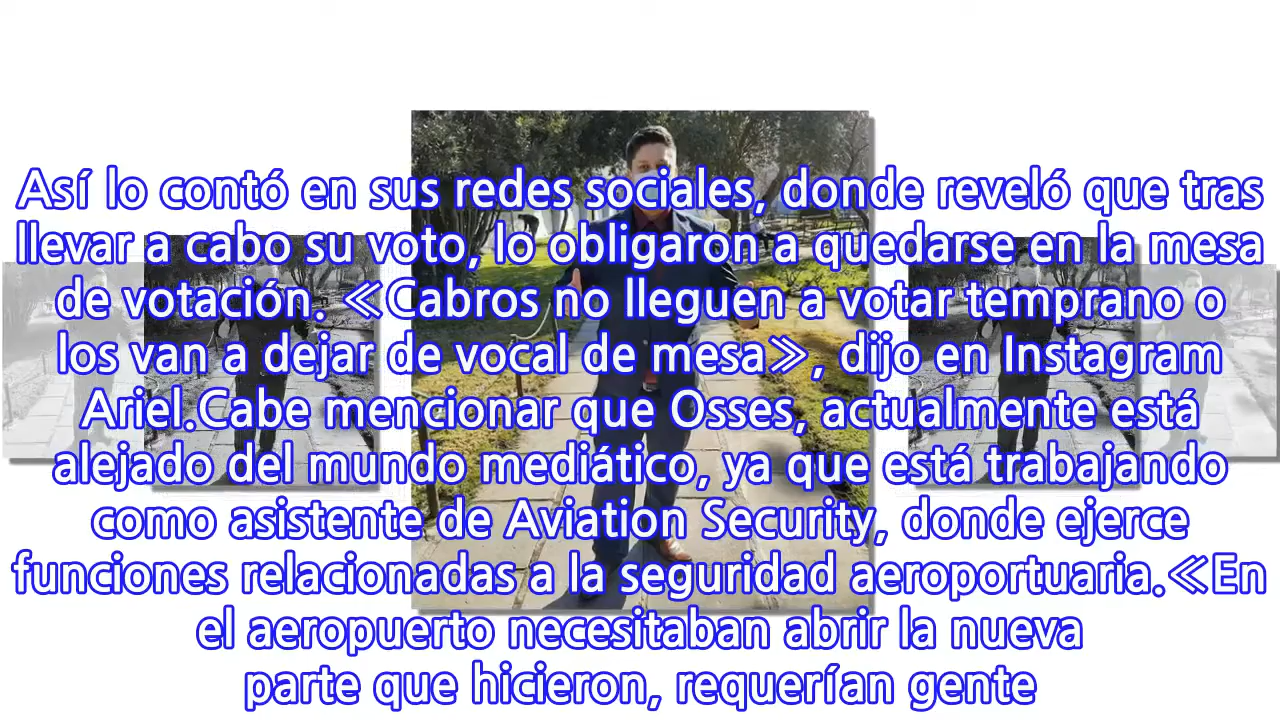 Así lo contó en sus redes sociales, donde reveló que tras
llevar a cabo su voto, lo obligaron a quedarse en la mesa
de votación. ≪Cabros no lleguen a votar temprano o
los van a dejar de vocal de mesa≫, dijo en Instagram
Ariel.Cabe mencionar que Osses, actualmente está
alejado del mundo mediático, ya que está trabajando
como asistente de Aviation Security, donde ejerce
funciones relacionadas a la seguridad aeroportuaria.≪En
el aeropuerto necesitaban abrir la nueva
parte que hicieron, requerían gente